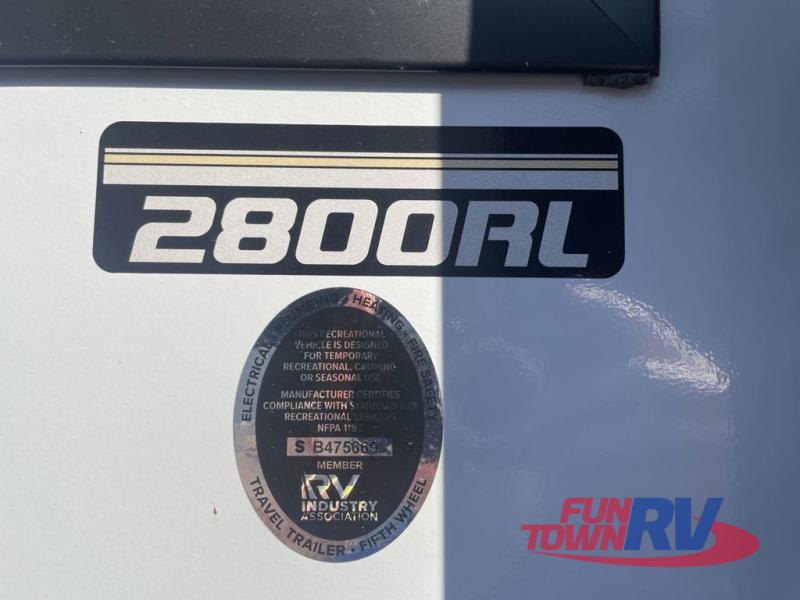 2800RL
ELECTRICAL • PLUMBING • HEATING • FIRE SAFETY
THIS RECREATIONAL
VEHICLE IS DESIGNED
FOR TEMPORARY
RECREATIONAL, CAMPING,
OR SEASONAL USE
MANUFACTURER CERTIFIES
COMPLIANCE WITH STANDARD FOR
RECREATIONAL VEHICLES
NFPA 1192
S B475669
MEMBER
RV
INDUSTRY
ASSOCIATION
TRAVEL TRAILER • FIFTH WHEEL
FUN
TOWN RV